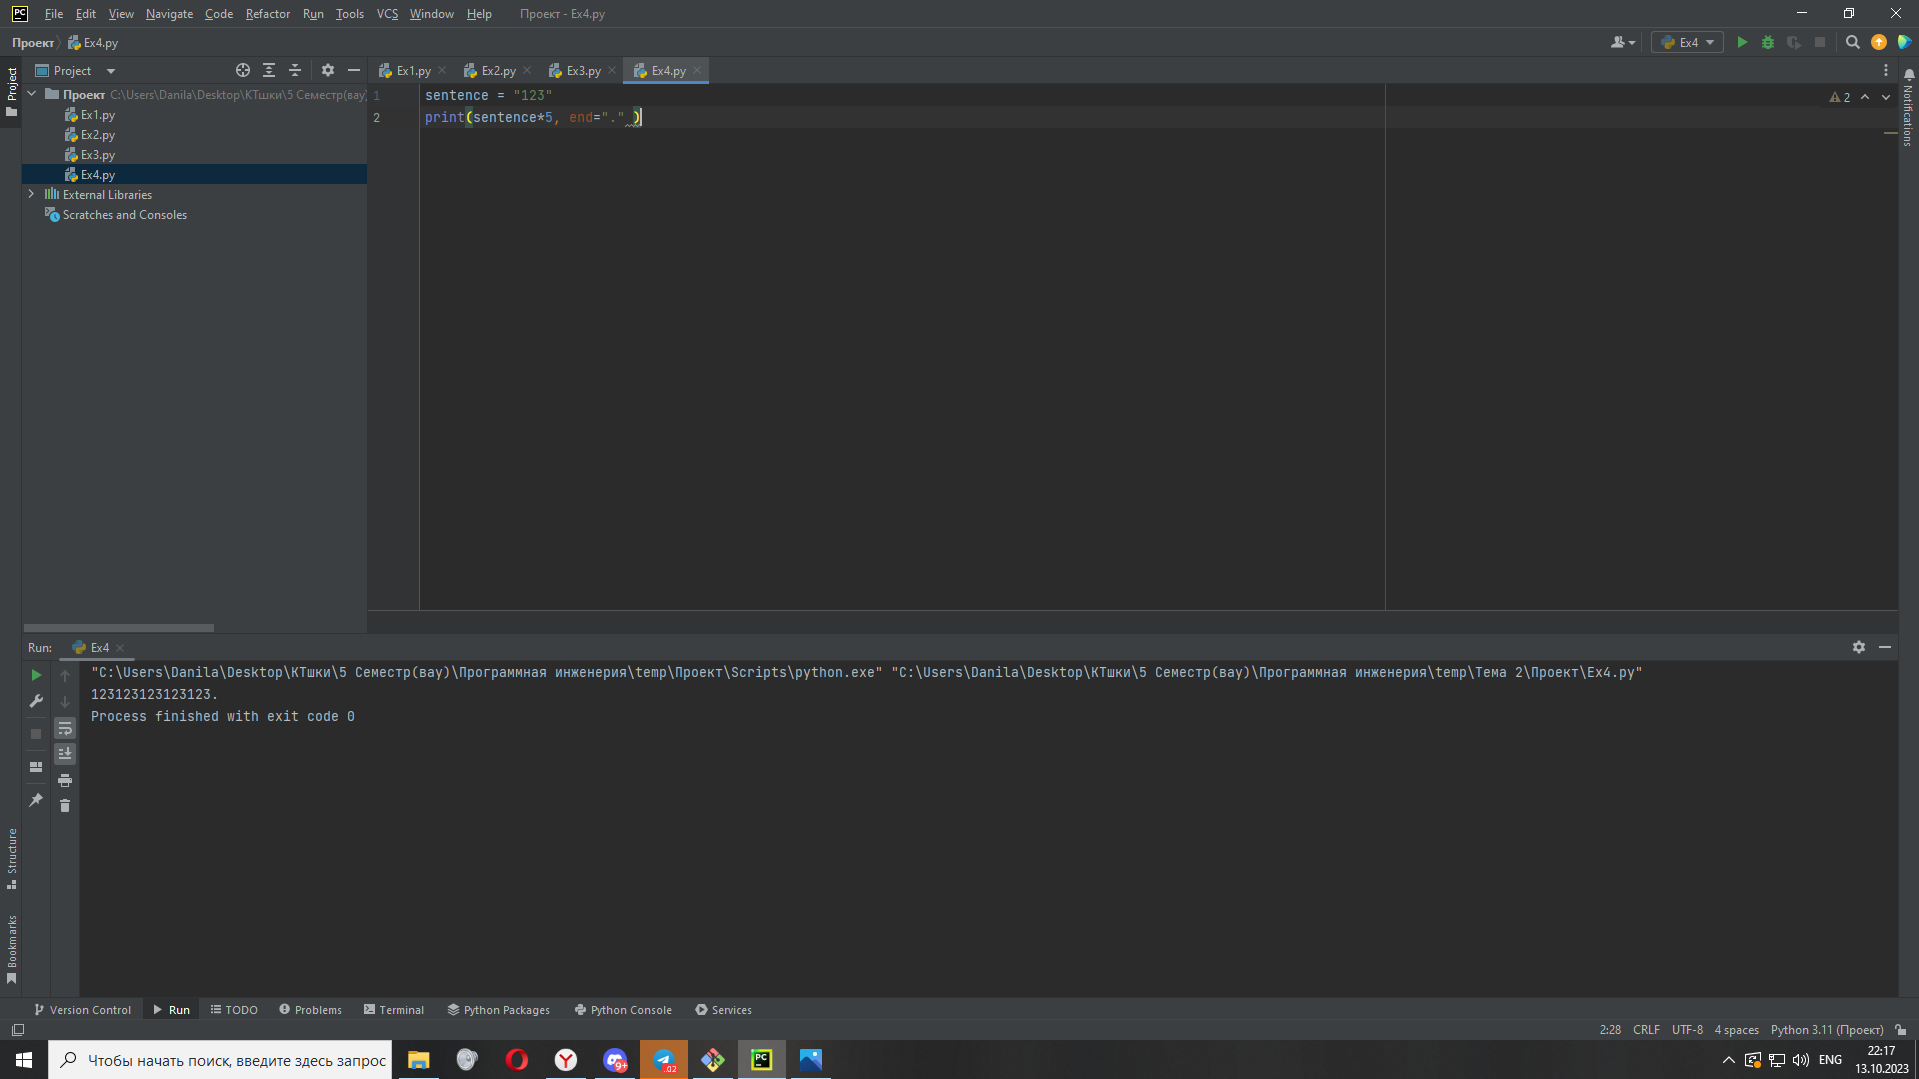 PC File Edit View Navigate Code Refactor Run Tools VCS Window Help Проект - Ex4.py
Проект Ex4.py Ex4
Project Ex1.py Ex2.py Ex3.py Ex4.py
Project
Проект C:\Users\Danila\Desktop\КТшки\5 Семестр(вау)
Ex1.py
Ex2.py
Ex3.py
Ex4.py
External Libraries
Scratches and Consoles
1 sentence = "123"
2 print(sentence*5, end="." )
2
Notifications
Run: Ex4
"C:\Users\Danila\Desktop\КТшки\5 Семестр(вау)\Программная инженерия\temp\Проект\Scripts\python.exe" "C:\Users\Danila\Desktop\КТшки\5 Семестр(вау)\Программная инженерия\temp\Тема 2\Проект\Ex4.py"
123123123123123.
Process finished with exit code 0
Structure
Bookmarks
Version Control Run TODO Problems Terminal Python Packages Python Console Services
2:28 CRLF UTF-8 4 spaces Python 3.11 (Проект)
Чтобы начать поиск, введите здесь запрос 9+ .02 PC ENG 22:17
13.10.2023